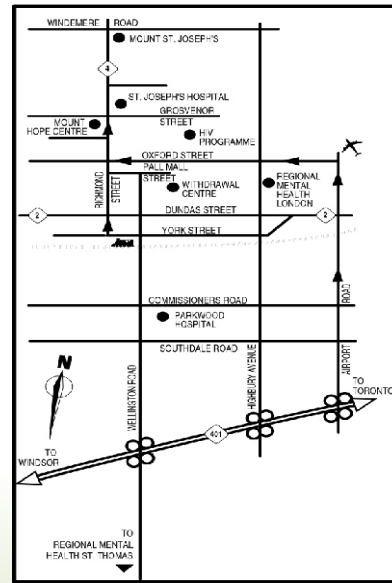 WINDEMERE ROAD
MOUNT ST. JOSEPH'S
4
ST. JOSEPH'S HOSPITAL
GROSVENOR
STREET
MOUNT
HOPE CENTRE
HIV
PROGRAMME
OXFORD STREET
PALL MALL
STREET
RICHMOND
STREET
WITHDRAWAL
CENTRE
REGIONAL
MENTAL
HEALTH
LONDON
2
DUNDAS STREET
2
YORK STREET
COMMISSIONERS ROAD
PARKWOOD
HOSPITAL
SOUTHDALE ROAD
AIRPORT ROAD
WELLINGTON ROAD
HIGHBURY AVENUE
N
TO
TORONTO
401
TO
WINDSOR
TO
REGIONAL MENTAL
HEALTH ST. THOMAS